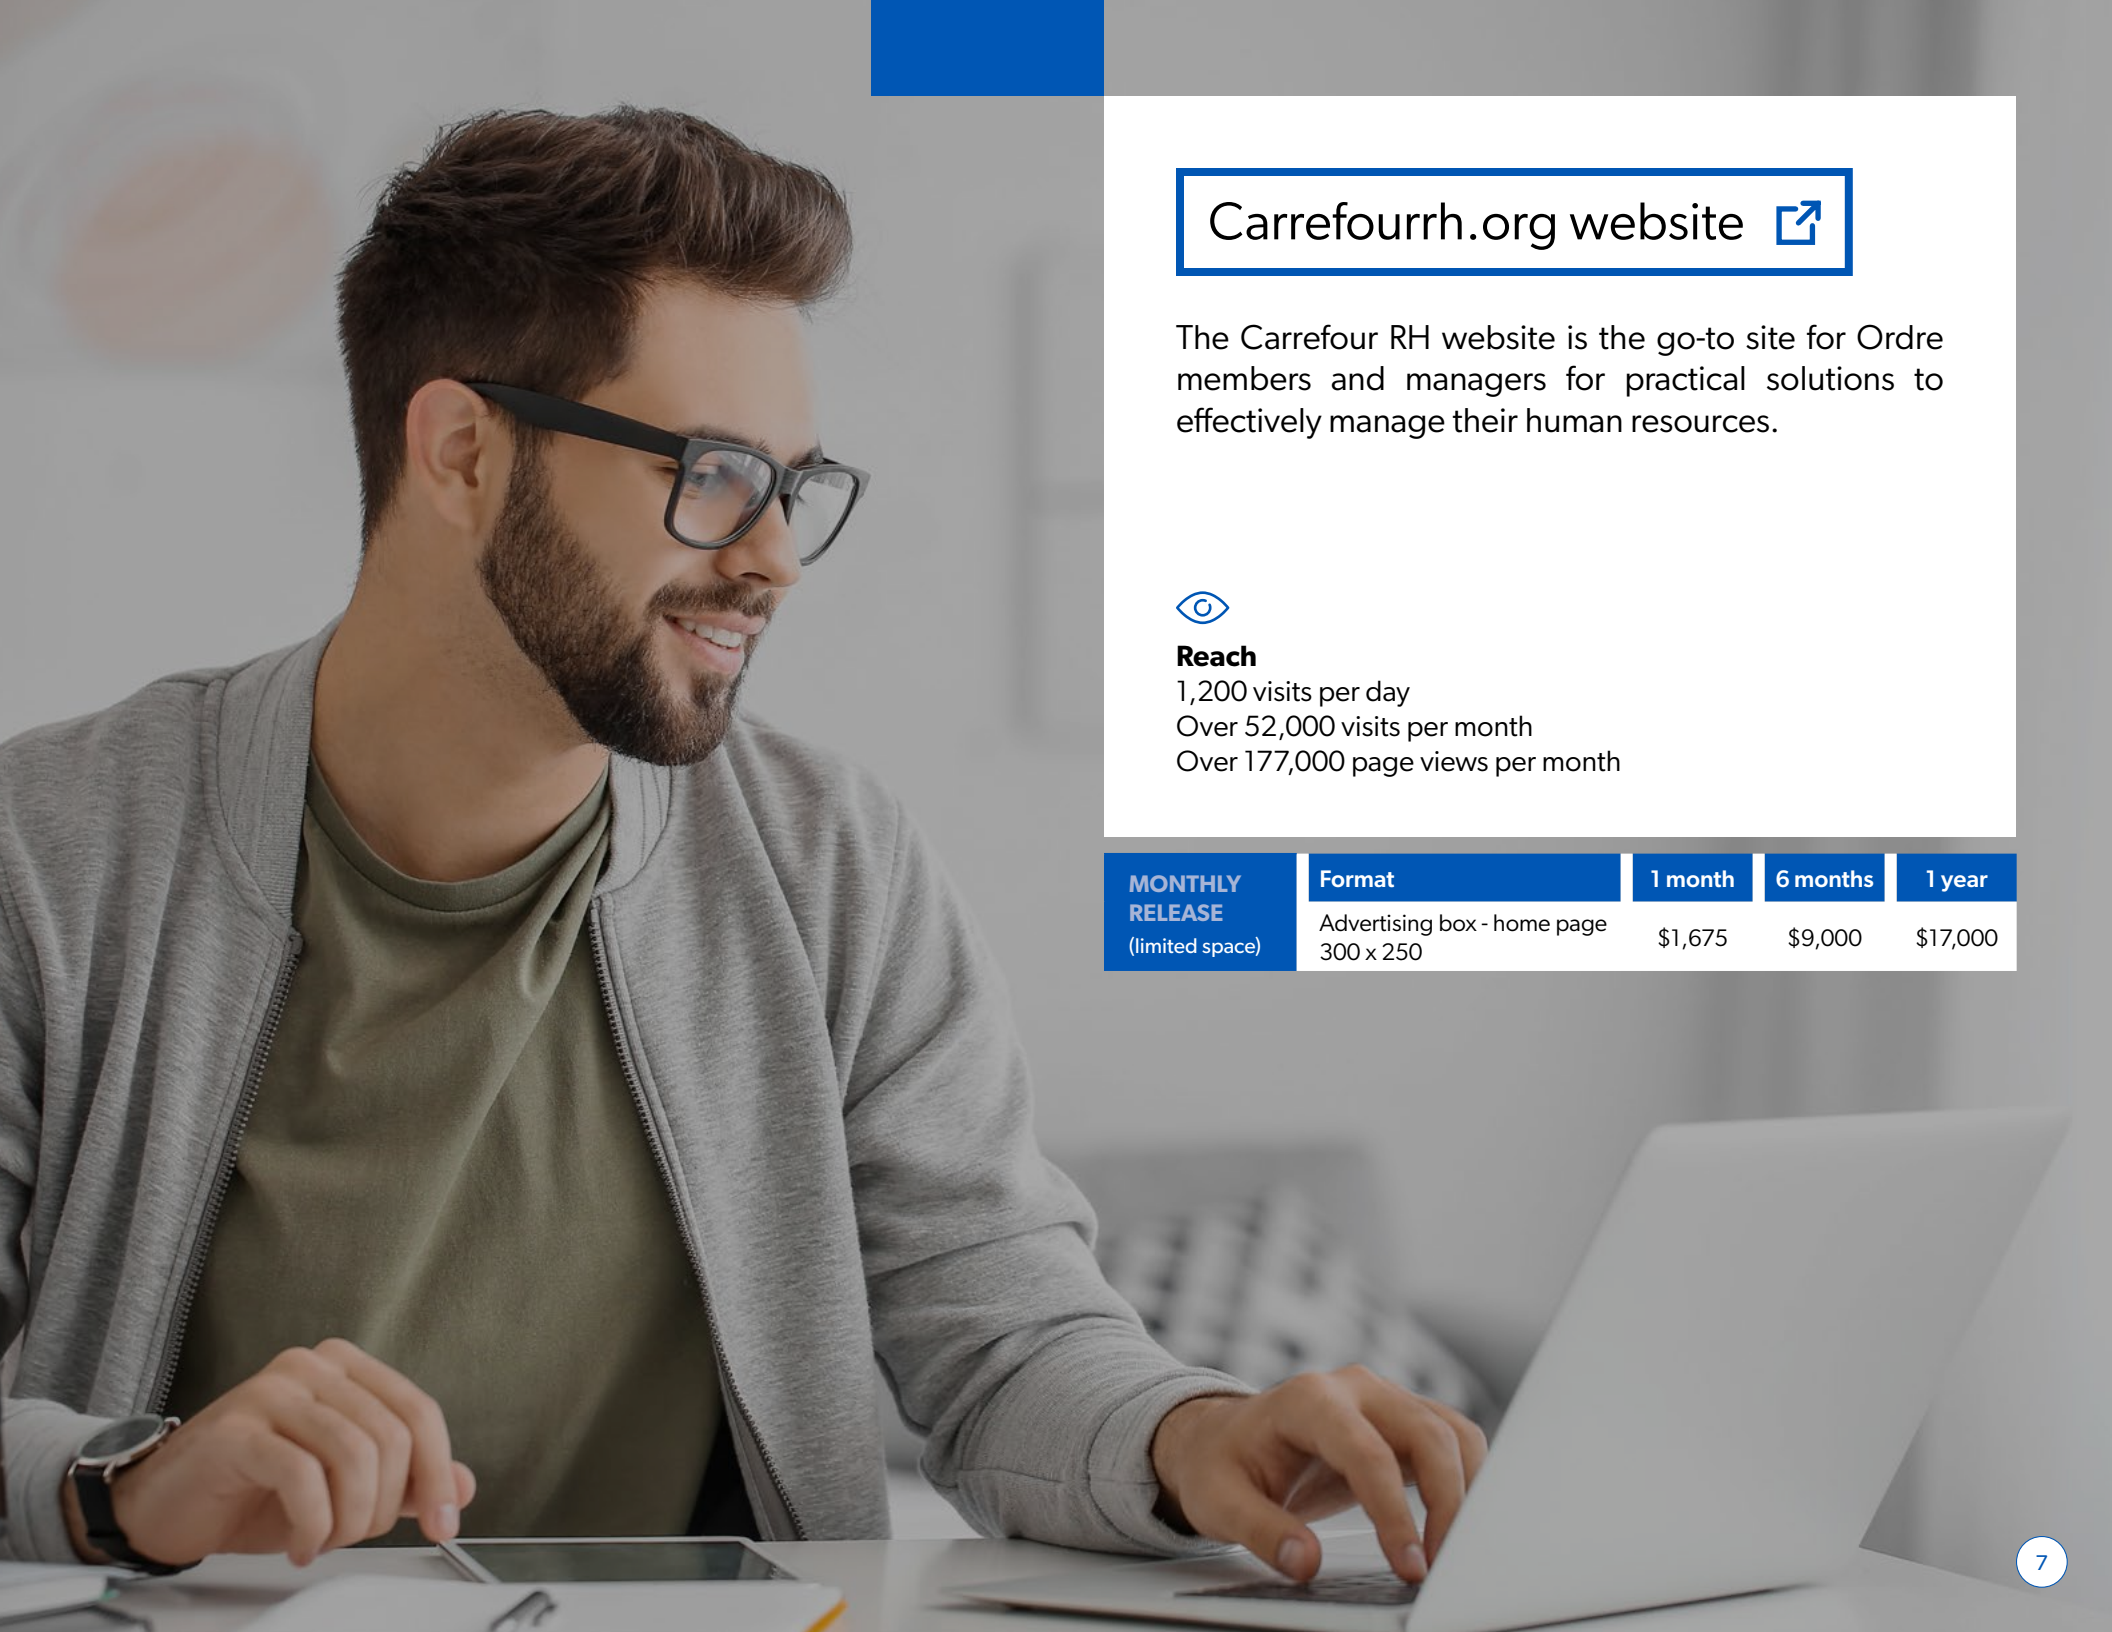 Carrefourrh.org website
The Carrefour RH website is the go-to site for Ordre
members and managers for practical solutions to
effectively manage their human resources.
Reach
1,200 visits per day
Over 52,000 visits per month
Over 177,000 page views per month
MONTHLY
RELEASE
(limited space)
Format 1 month 6 months 1 year
Advertising box - home page
300 x 250
$1,675 $9,000 $17,000
7